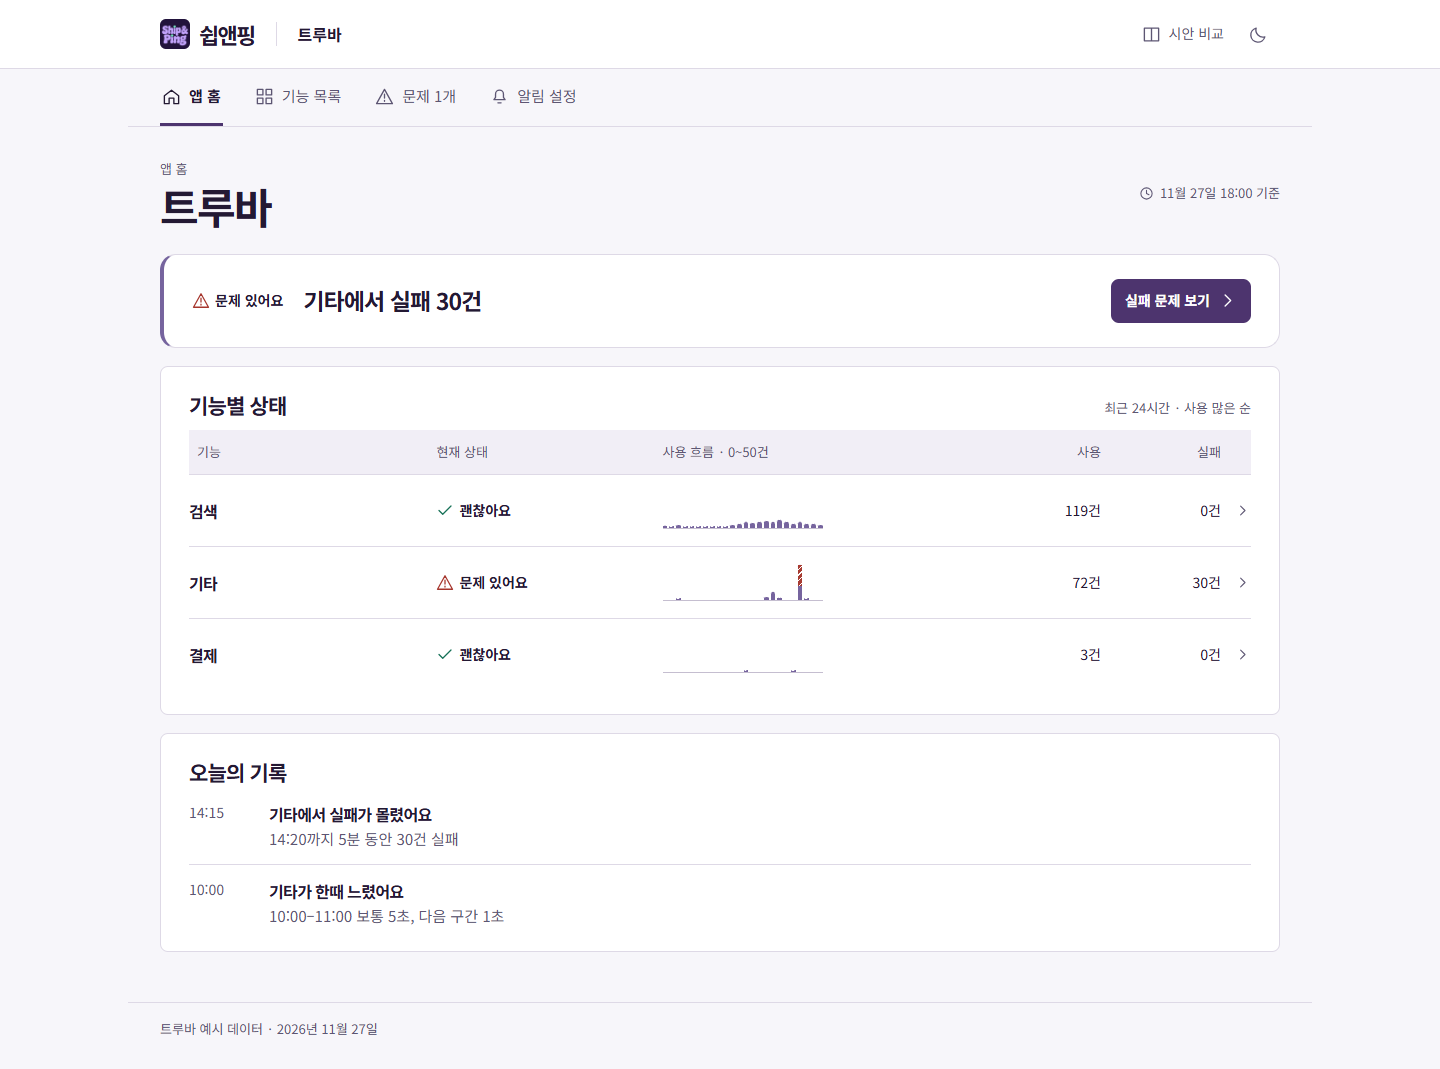 Ship& Ping 쉽앤핑 트루바 시안 비교
앱 홈 기능 목록 문제 1개 알림 설정
앱 홈
트루바
11월 27일 18:00 기준
문제 있어요 기타에서 실패 30건 실패 문제 보기
기능별 상태 최근 24시간 · 사용 많은 순
기능 현재 상태 사용 흐름 · 0~50건 사용 실패
검색 괜찮아요 119건 0건
기타 문제 있어요 72건 30건
결제 괜찮아요 3건 0건
오늘의 기록
14:15 기타에서 실패가 몰렸어요
14:20까지 5분 동안 30건 실패
10:00 기타가 한때 느렸어요
10:00–11:00 보통 5초, 다음 구간 1초
트루바 예시 데이터 · 2026년 11월 27일